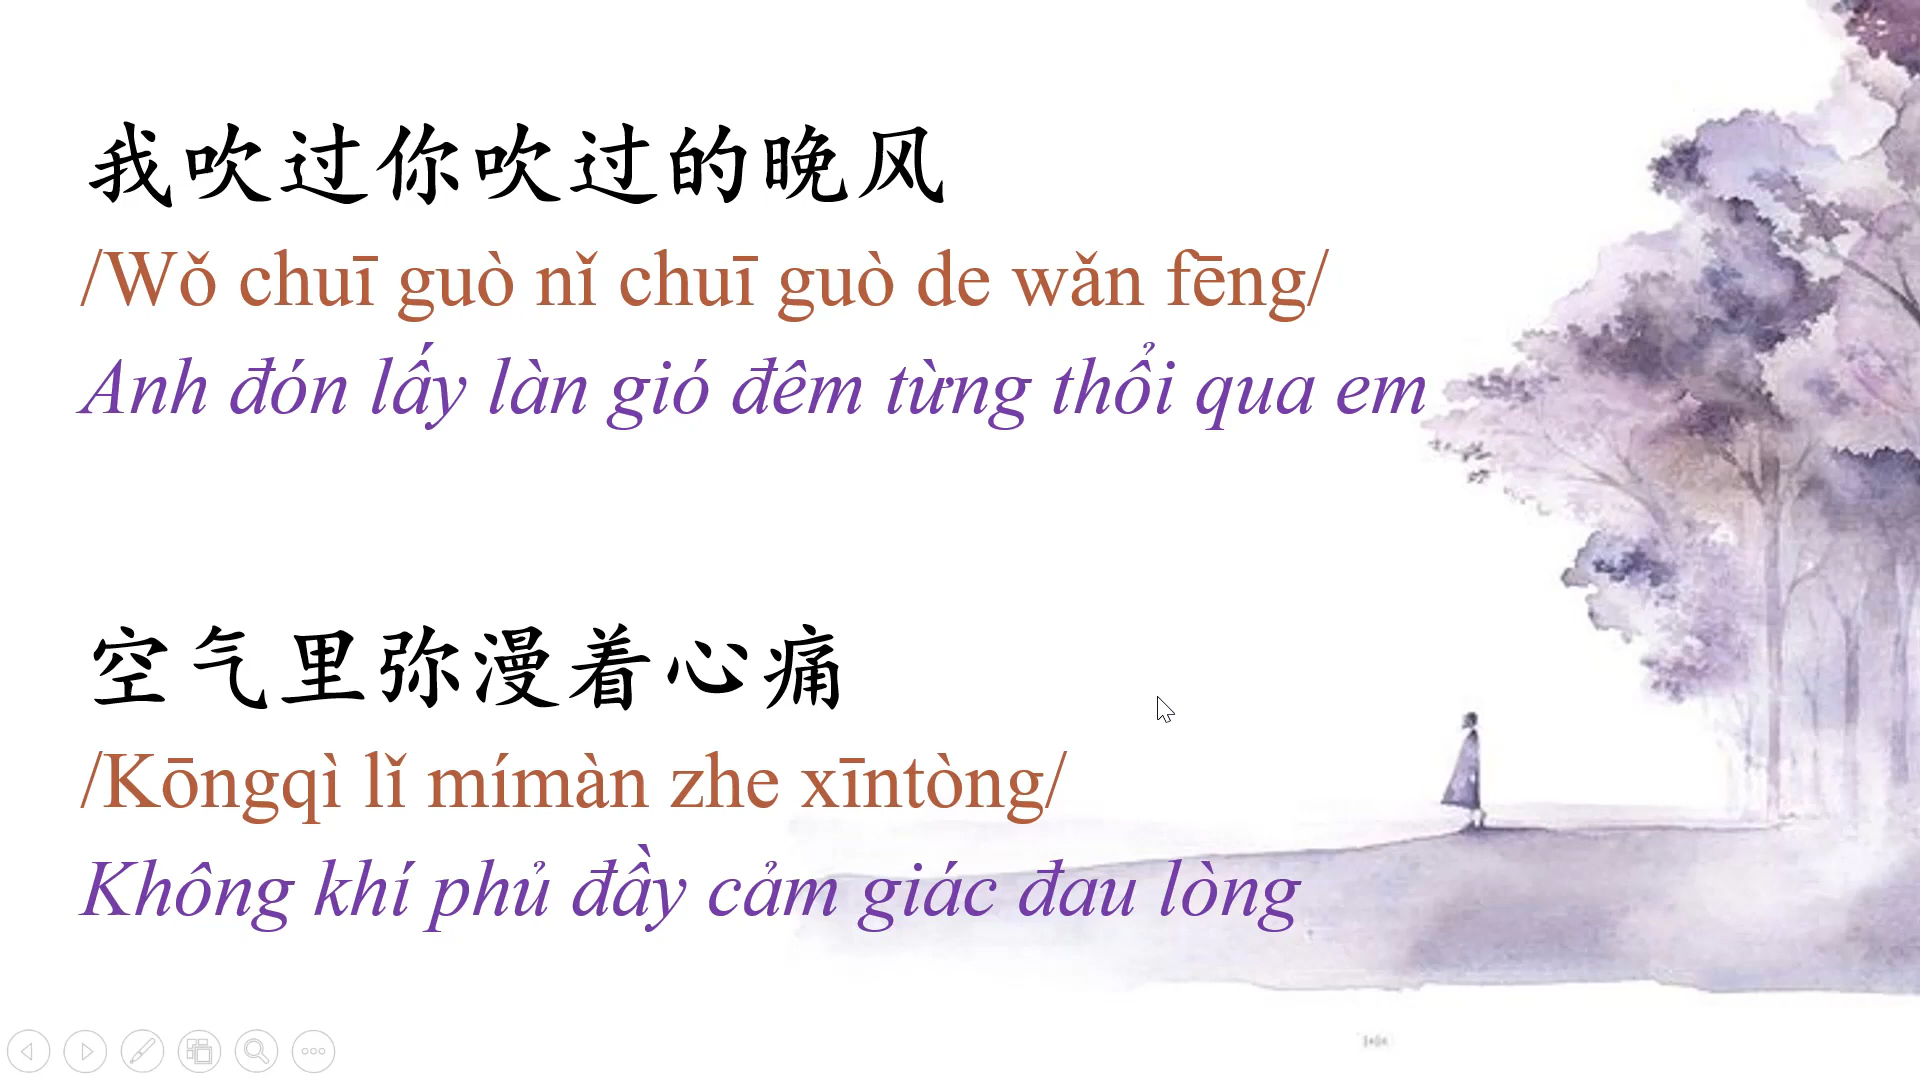 我吹过你吹过的晚风
/Wǒ chuī guò nǐ chuī guò de wǎn fēng/
Anh đón lấy làn gió đêm từng thổi qua em
空气里弥漫着心痛
/Kōngqì lǐ mímàn zhe xīntòng/
Không khí phủ đầy cảm giác đau lòng